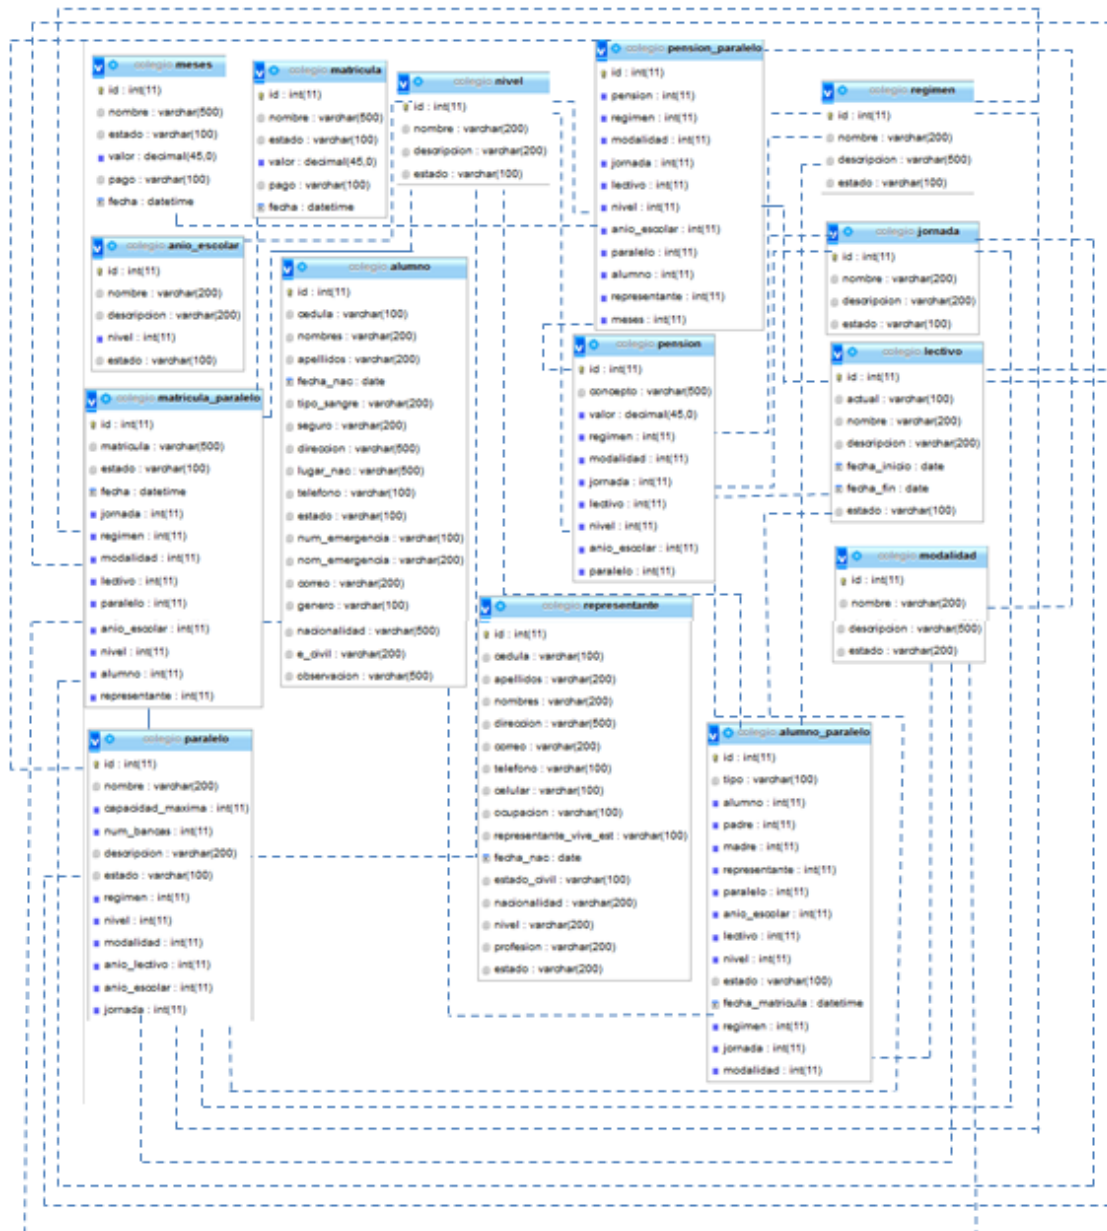 colegio meses
id : int(11)
nombre : varchar(500)
estado : varchar(100)
valor : decimal(45,0)
pago : varchar(100)
fecha : datetime
colegio matricula
id : int(11)
nombre : varchar(500)
estado : varchar(100)
valor : decimal(45,0)
pago : varchar(100)
fecha : datetime
colegio nivel
id : int(11)
nombre : varchar(200)
descripcion : varchar(200)
estado : varchar(100)
colegio pension_paralelo
id : int(11)
pension : int(11)
regimen : int(11)
modalidad : int(11)
jornada : int(11)
lectivo : int(11)
nivel : int(11)
anio_escolar : int(11)
paralelo : int(11)
alumno : int(11)
representante : int(11)
meses : int(11)
colegio regimen
id : int(11)
nombre : varchar(200)
descripcion : varchar(500)
estado : varchar(100)
colegio anio_escolar
id : int(11)
nombre : varchar(200)
descripcion : varchar(200)
nivel : int(11)
estado : varchar(100)
colegio alumno
id : int(11)
cedula : varchar(100)
nombres : varchar(200)
apellidos : varchar(200)
fecha_nac : date
tipo_sangre : varchar(200)
seguro : varchar(200)
direccion : varchar(500)
lugar_nac : varchar(500)
telefono : varchar(100)
estado : varchar(100)
num_emergencia : varchar(100)
nom_emergencia : varchar(200)
correo : varchar(200)
genero : varchar(100)
nacionalidad : varchar(500)
e_civil : varchar(200)
observacion : varchar(500)
colegio jornada
id : int(11)
nombre : varchar(200)
descripcion : varchar(200)
estado : varchar(100)
colegio pension
id : int(11)
concepto : varchar(500)
valor : decimal(45,0)
regimen : int(11)
modalidad : int(11)
jornada : int(11)
lectivo : int(11)
nivel : int(11)
anio_escolar : int(11)
paralelo : int(11)
colegio lectivo
id : int(11)
actual : varchar(100)
nombre : varchar(200)
descripcion : varchar(200)
fecha_inicio : date
fecha_fin : date
estado : varchar(100)
colegio matricula_paralelo
id : int(11)
matricula : varchar(500)
estado : varchar(100)
fecha : datetime
jornada : int(11)
regimen : int(11)
modalidad : int(11)
lectivo : int(11)
paralelo : int(11)
anio_escolar : int(11)
nivel : int(11)
alumno : int(11)
representante : int(11)
colegio modalidad
id : int(11)
nombre : varchar(200)
descripcion : varchar(500)
estado : varchar(200)
colegio representante
id : int(11)
cedula : varchar(100)
apellidos : varchar(200)
nombres : varchar(200)
direccion : varchar(500)
correo : varchar(200)
telefono : varchar(100)
celular : varchar(100)
ocupacion : varchar(100)
representante_vive_est : varchar(100)
fecha_nac : date
estado_civil : varchar(100)
nacionalidad : varchar(200)
nivel : varchar(200)
profesion : varchar(200)
estado : varchar(200)
colegio paralelo
id : int(11)
nombre : varchar(200)
capacidad_maxima : int(11)
num_bancas : int(11)
descripcion : varchar(200)
estado : varchar(100)
regimen : int(11)
nivel : int(11)
modalidad : int(11)
anio_lectivo : int(11)
anio_escolar : int(11)
jornada : int(11)
colegio alumno_paralelo
id : int(11)
tipo : varchar(100)
alumno : int(11)
padre : int(11)
madre : int(11)
representante : int(11)
paralelo : int(11)
anio_escolar : int(11)
lectivo : int(11)
nivel : int(11)
estado : varchar(100)
fecha_matricula : datetime
regimen : int(11)
jornada : int(11)
modalidad : int(11)